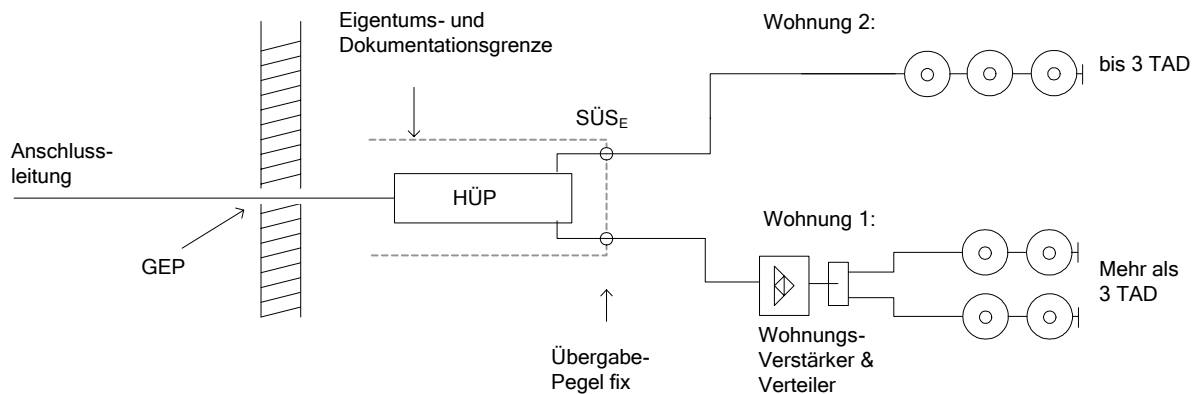 Eigentums- und
Dokumentationsgrenze
Wohnung 2:
bis 3 TAD
SÜSE
Anschluss-
leitung
HÜP
GEP
Wohnung 1:
Mehr als
3 TAD
Wohnungs-
Verstärker &
Verteiler
Übergabe-
Pegel fix